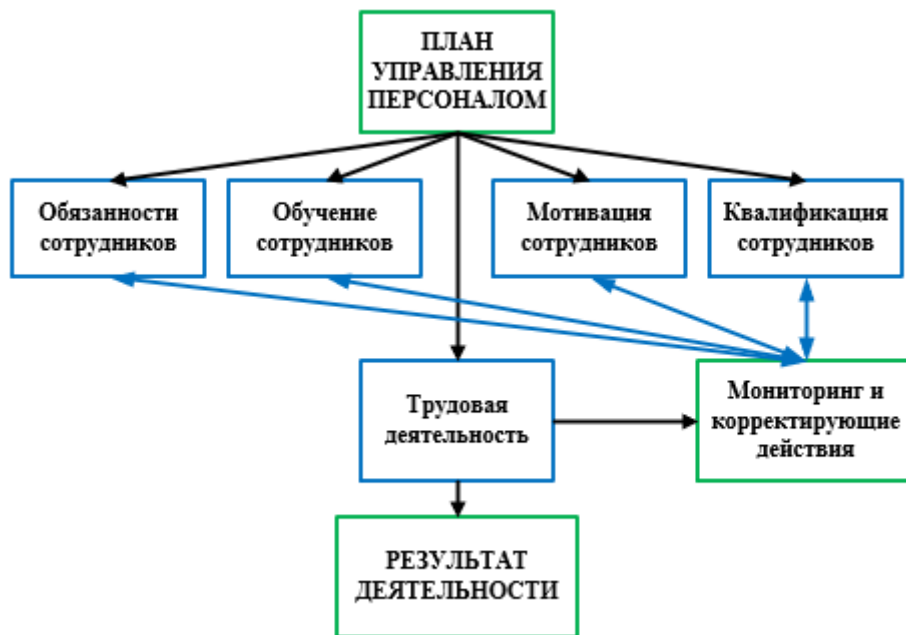 ПЛАН
УПРАВЛЕНИЯ
ПЕРСОНАЛОМ
Обязанности
сотрудников
Обучение
сотрудников
Мотивация
сотрудников
Квалификация
сотрудников
Трудовая
деятельность
Мониторинг и
корректирующие
действия
РЕЗУЛЬТАТ
ДЕЯТЕЛЬНОСТИ